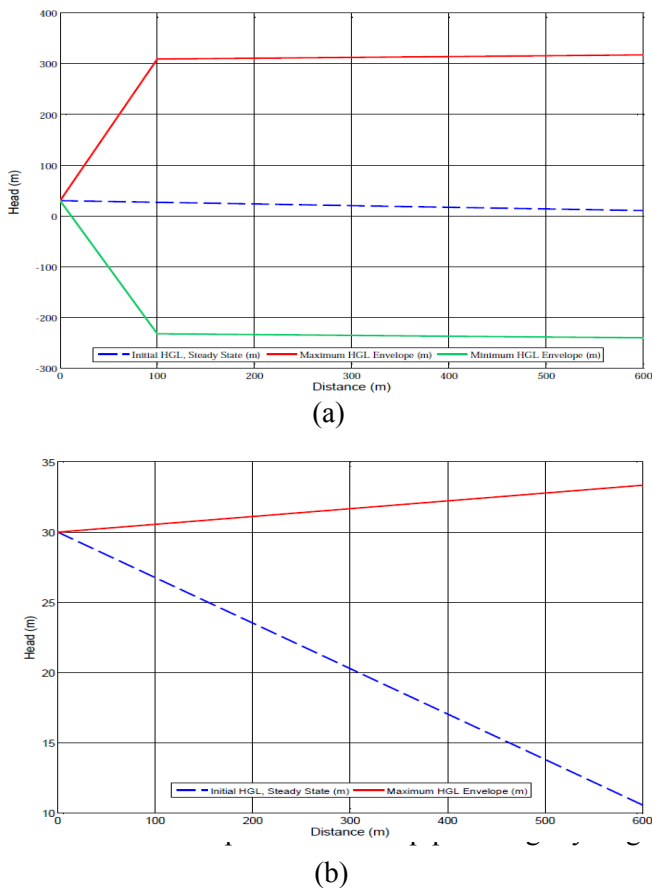 400
300
200
100
0
-100
-200
-300
Head (m)
Initial HGL, Steady State (m) Maximum HGL Envelope (m) Minimum HGL Envelope (m)
0 100 200 300 400 500 600
Distance (m)
(a)
35
30
25
20
15
10
Head (m)
Initial HGL, Steady State (m) Maximum HGL Envelope (m)
0 100 200 300 400 500 600
Distance (m)
(b)